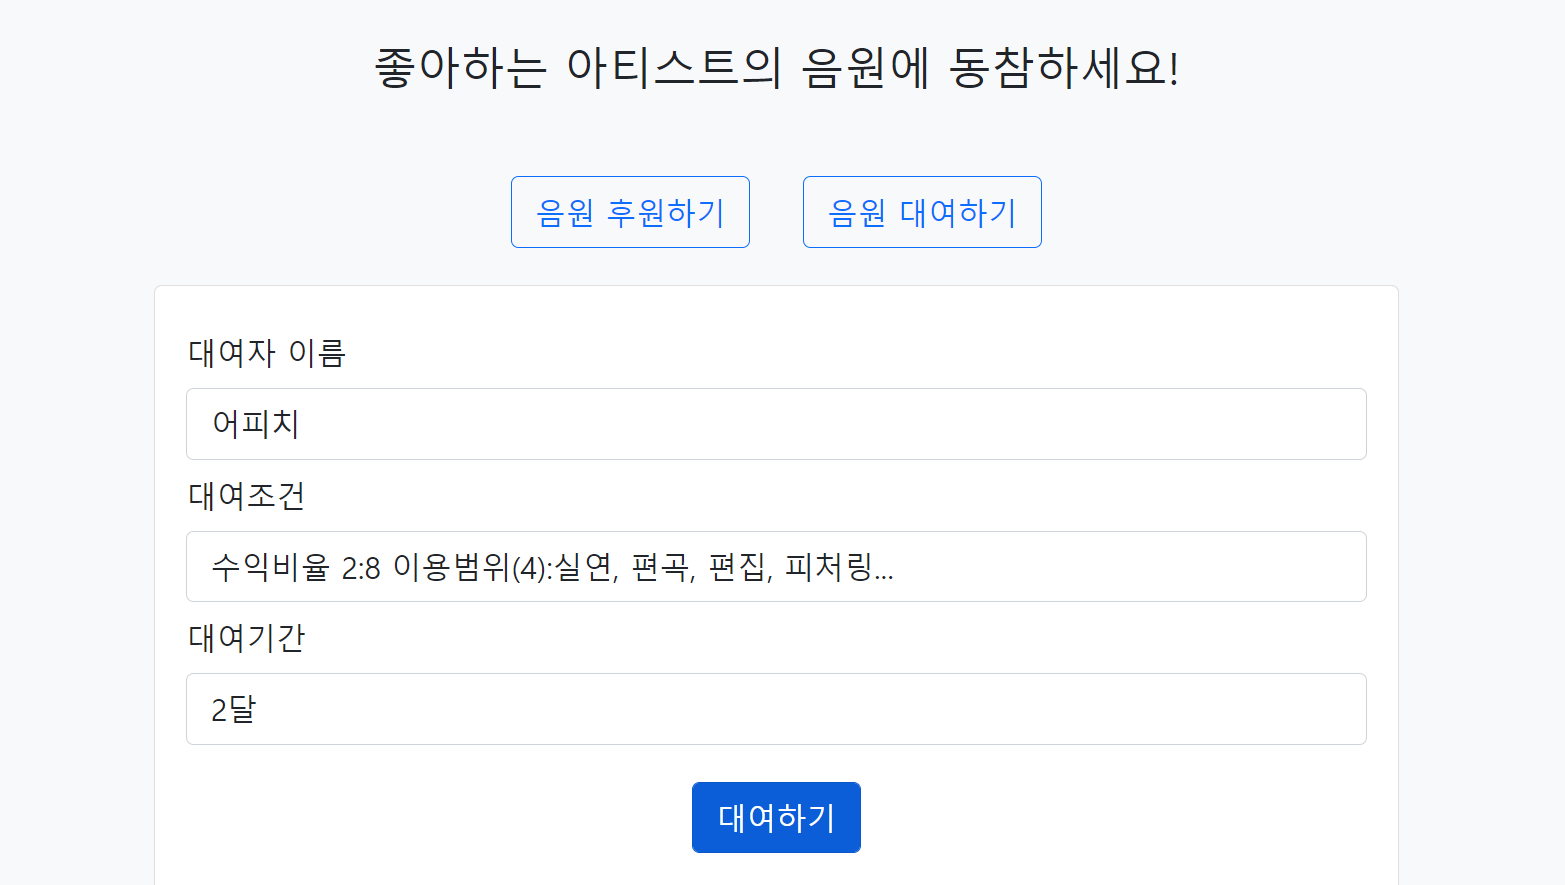 좋아하는 아티스트의 음원에 동참하세요!
음원 후원하기 음원 대여하기
대여자 이름
어피치
대여조건
수익비율 2:8 이용범위(4):실연, 편곡, 편집, 피처링...
대여기간
2달
대여하기